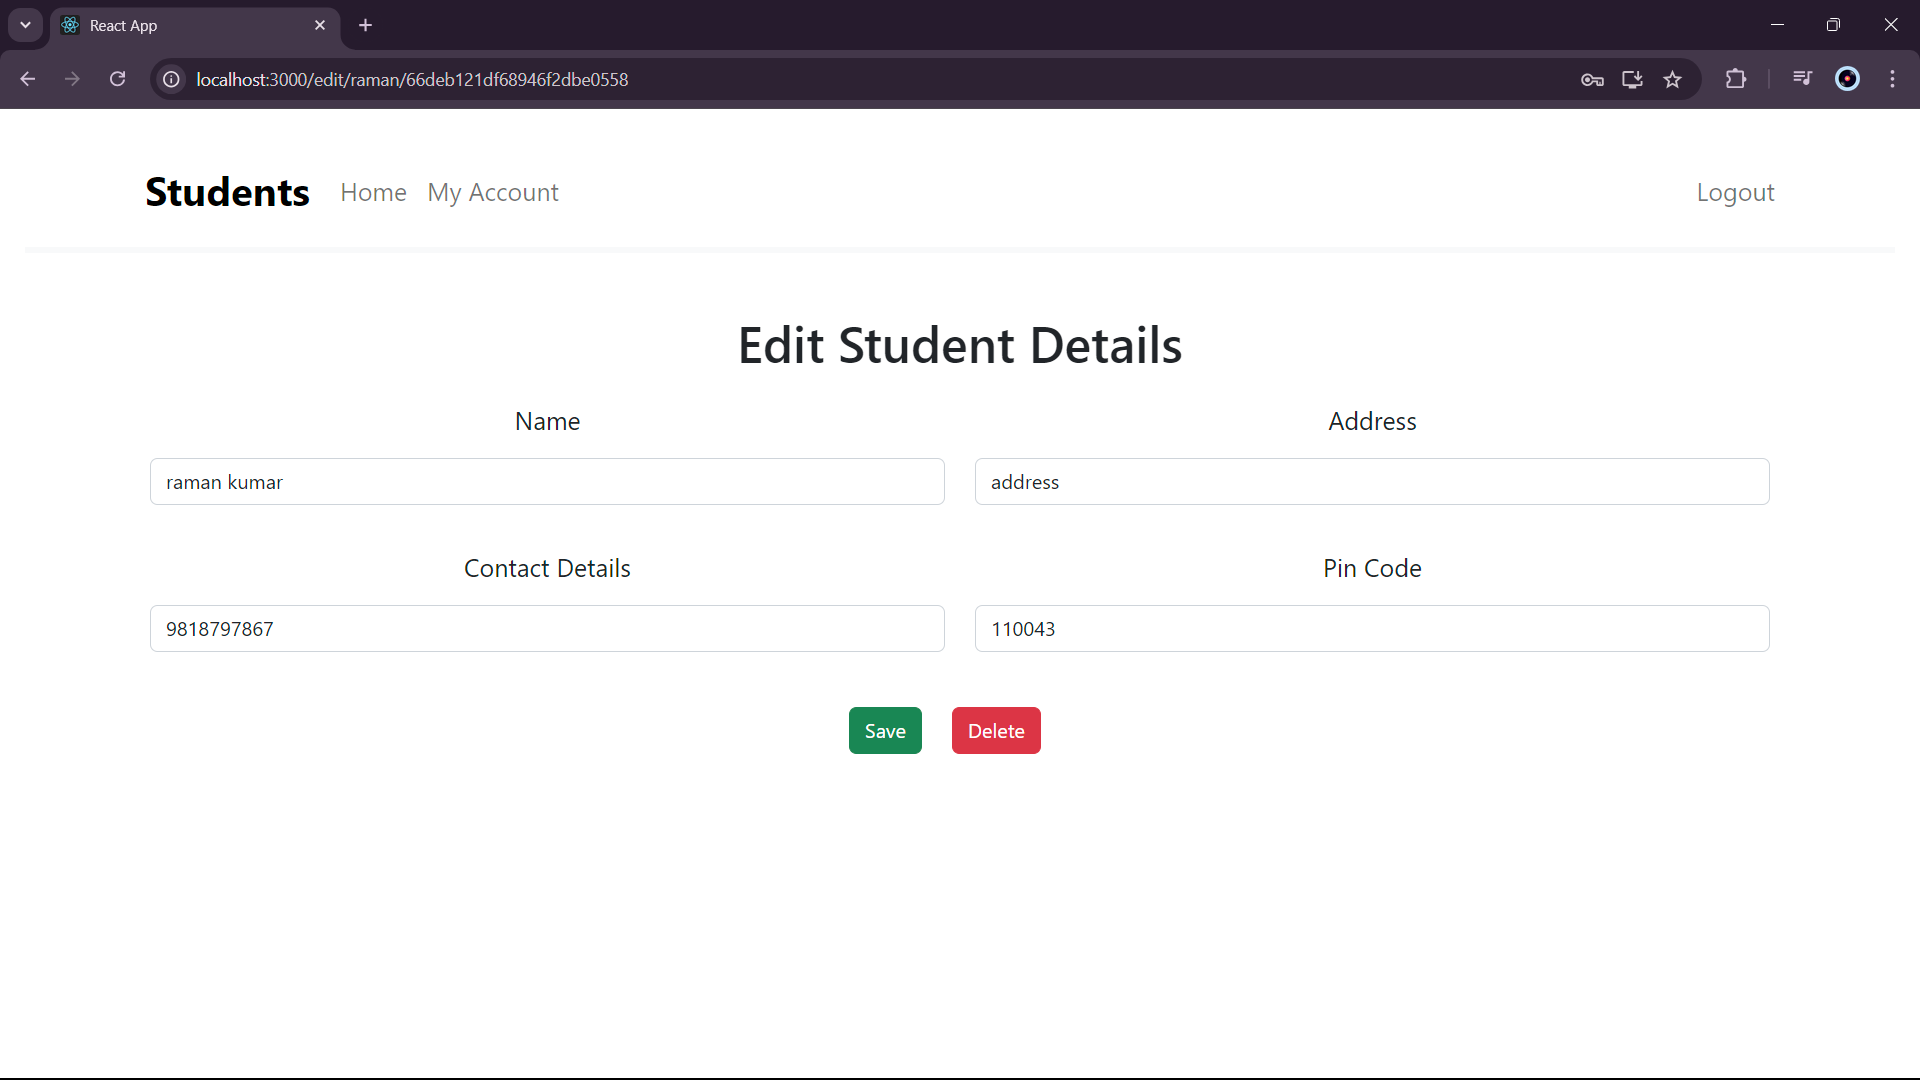 React App
localhost:3000/edit/raman/66deb121df68946f2dbe0558
Students Home My Account Logout
Edit Student Details
Name Address
raman kumar address
Contact Details Pin Code
9818797867 110043
Save Delete